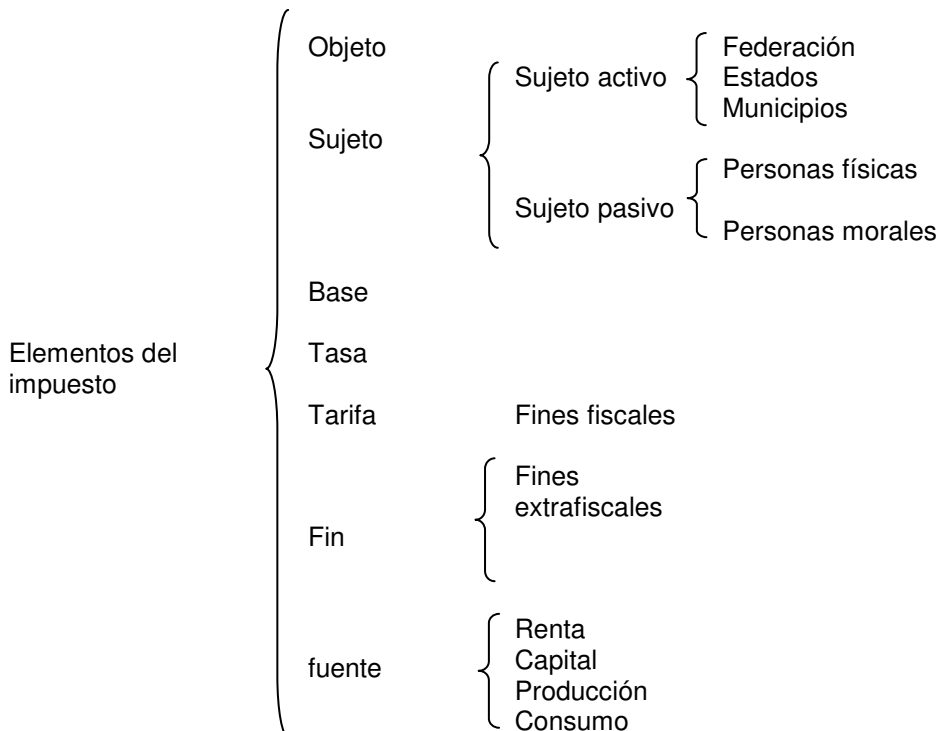 Elementos del
impuesto
Objeto
Sujeto
Sujeto activo
Federación
Estados
Municipios
Sujeto pasivo
Personas físicas
Personas morales
Base
Tasa
Tarifa
Fines fiscales
Fin
Fines
extrafiscales
fuente
Renta
Capital
Producción
Consumo